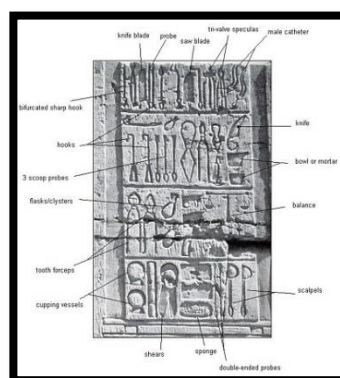 tri-valve speculas
knife blade
probe
saw blade
male catheter
bifurcated sharp hook
knife
hooks
bowl or mortar
3 scoop probes
flasks/clysters
balance
tooth forceps
cupping vessels
scalpels
shears
sponge
double-ended probes